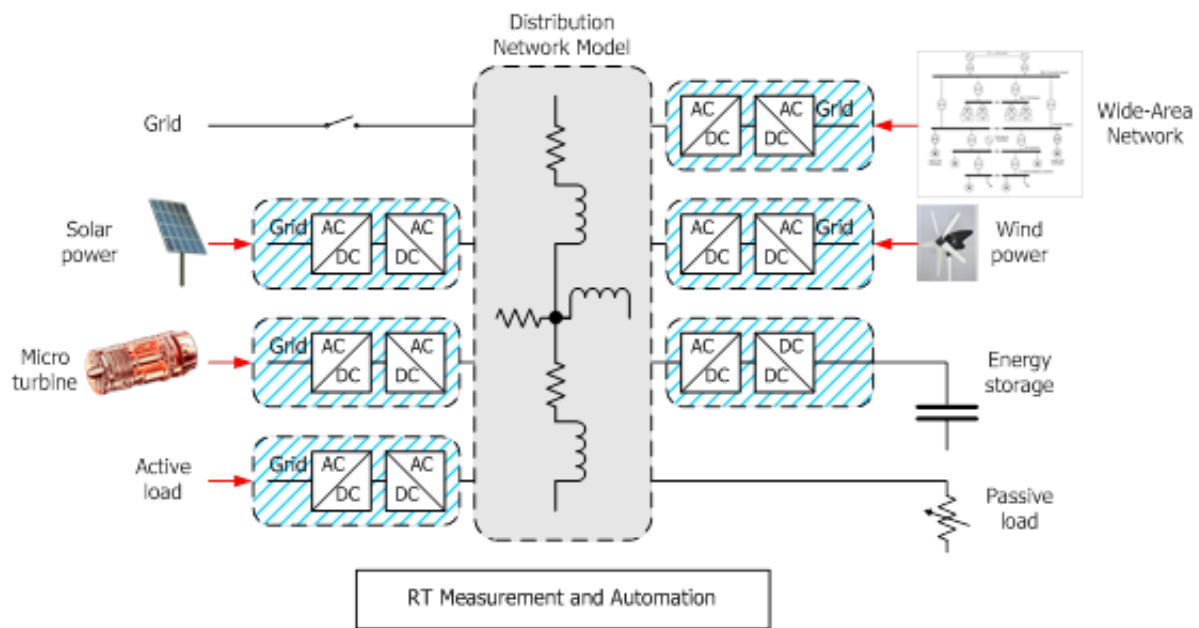 Distribution
Network Model
Grid
AC
DC
AC
DC
Grid
Wide-Area
Network
Solar
power
Grid
AC
DC
AC
DC
AC
DC
AC
DC
Grid
Wind
power
Micro
turbine
Grid
AC
DC
AC
DC
AC
DC
DC
DC
Energy
storage
Active
load
Grid
AC
DC
AC
DC
Passive
load
RT Measurement and Automation